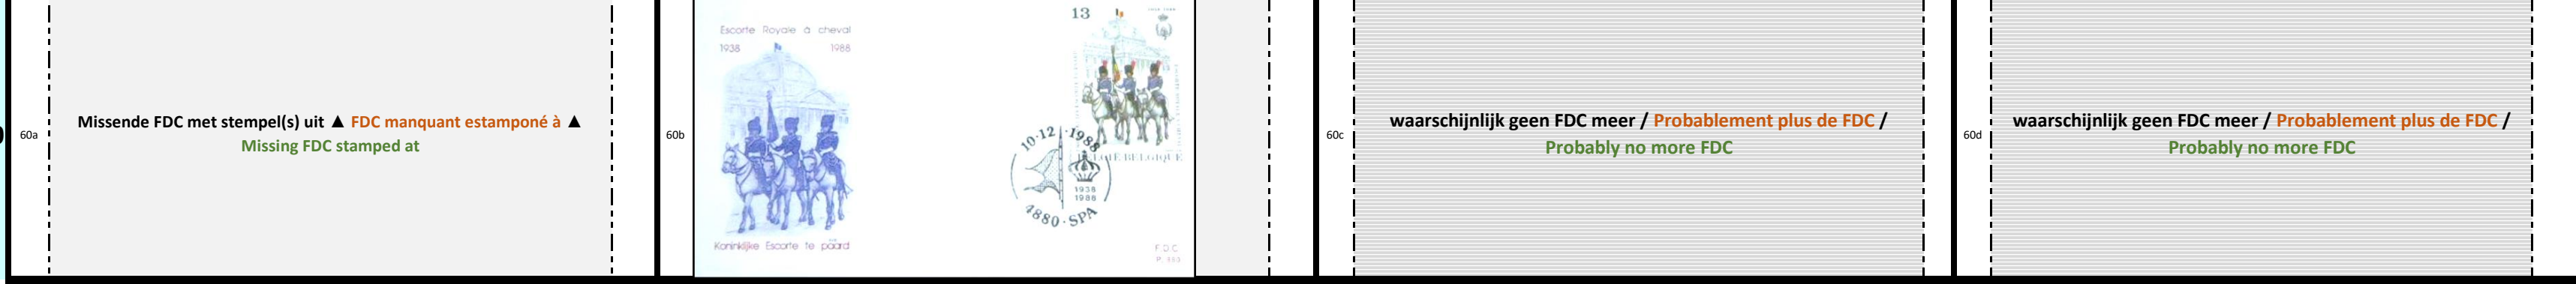 60a
Missende FDC met stempel(s) uit ▲ FDC manquant estamponé à ▲
Missing FDC stamped at
60b
Escorte Royale à cheval
1938 1988
Koninklijke Escorte te paard
13
BELGIE BELGIQUE
10·12·1988
1938
1988
4880·SPA
F.D.C
60c
waarschijnlijk geen FDC meer / Probablement plus de FDC /
Probably no more FDC
60d
waarschijnlijk geen FDC meer / Probablement plus de FDC /
Probably no more FDC